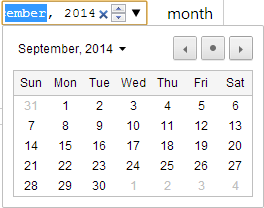 ember, 2014 month
September, 2014
Sun Mon Tue Wed Thu Fri Sat
31 1 2 3 4 5 6
7 8 9 10 11 12 13
14 15 16 17 18 19 20
21 22 23 24 25 26 27
28 29 30 1 2 3 4